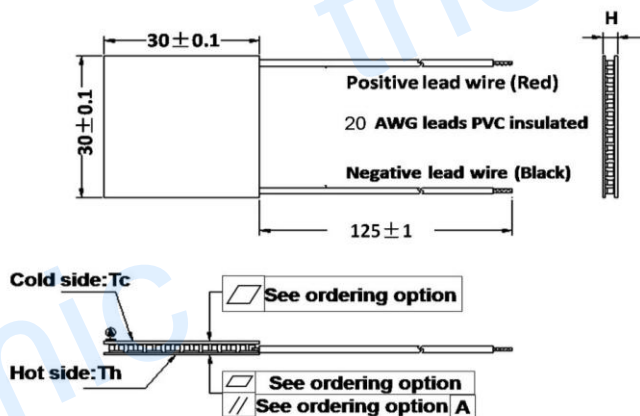 H
30±0.1
Positive lead wire (Red)
30±0.1
20 AWG leads PVC insulated
Negative lead wire (Black)
125±1
Cold side:Tc
See ordering option
Hot side:Th
See ordering option
// See ordering option A